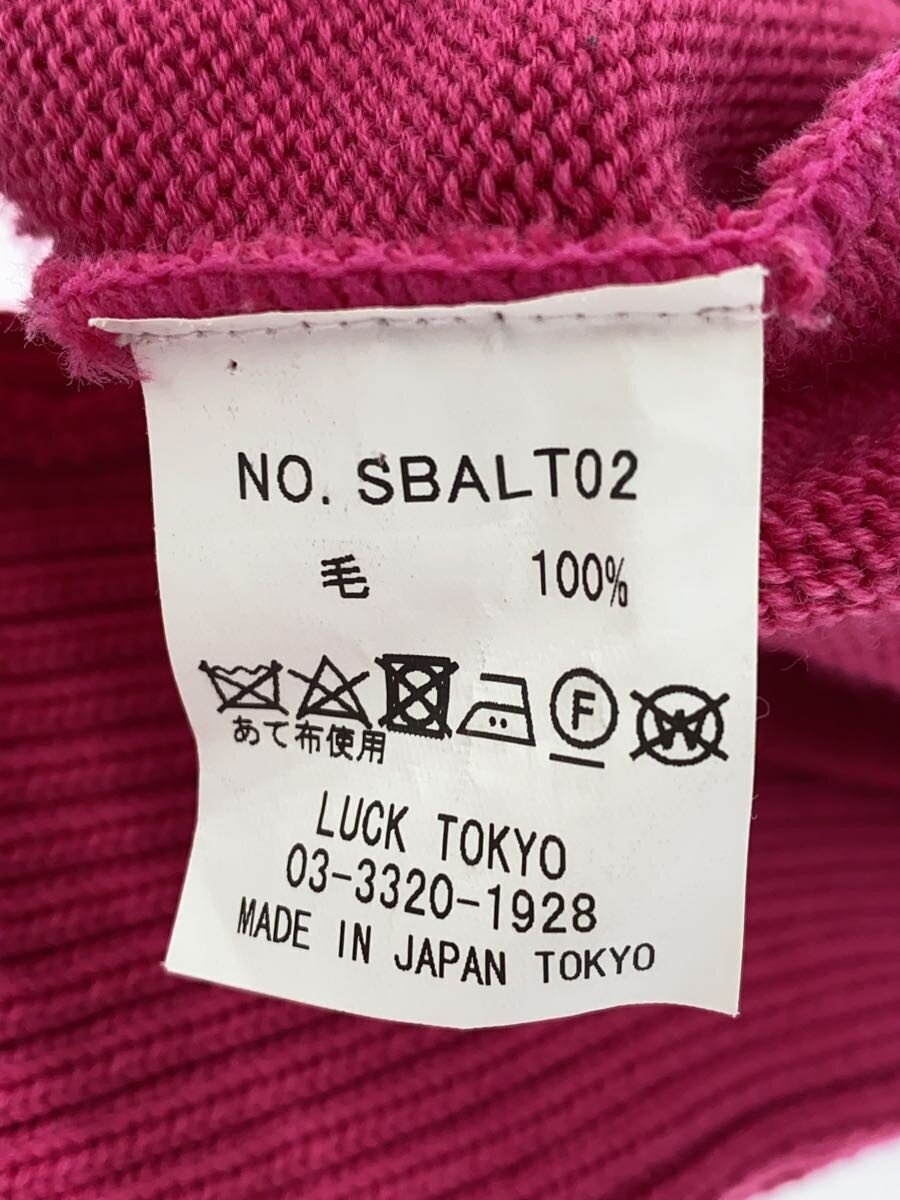 NO. SBALT02
毛 100%
F W
あて布使用
LUCK TOKYO
03-3320-1928
MADE IN JAPAN TOKYO